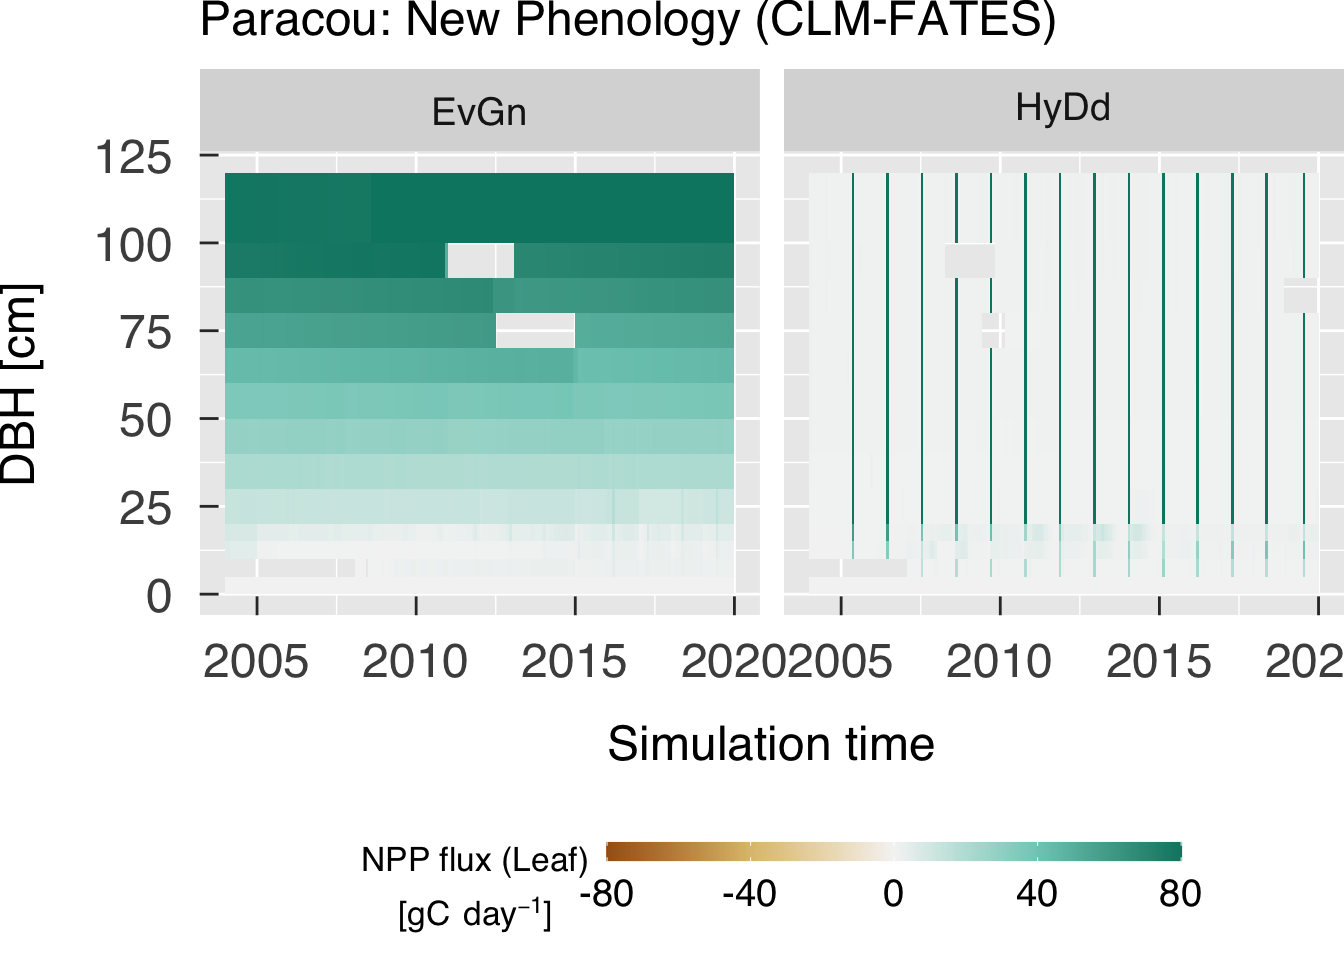 Paracou: New Phenology (CLM-FATES)
EvGn
HyDd
125
100
75
50
25
0
DBH [cm]
2005 2010 2015 2020
2005 2010 2015 202
Simulation time
NPP flux (Leaf)
[gC day⁻¹]
-80 -40 0 40 80